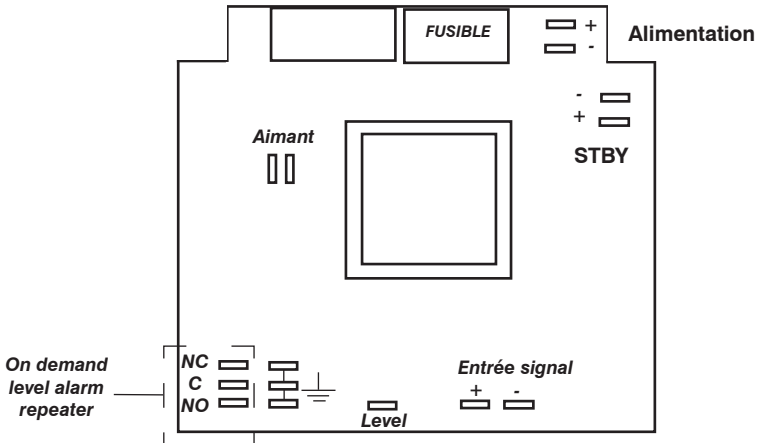 FUSIBLE
+
-
Alimentation
-
+
STBY
Aimant
On demand
level alarm
repeater
NC
C
NO
Level
Entrée signal
+ -